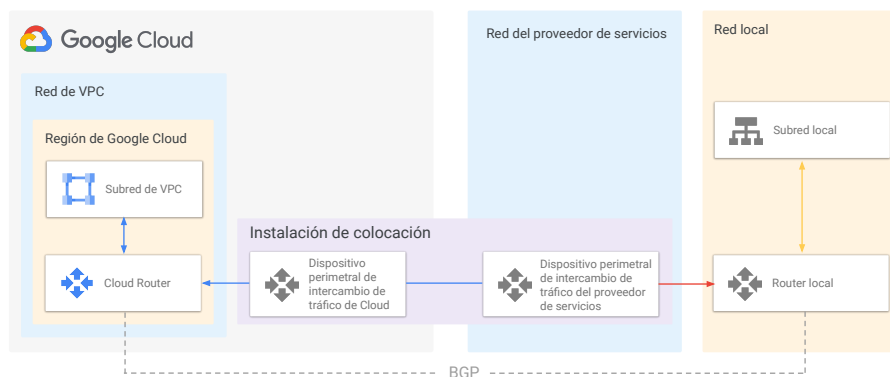 Google Cloud
Red de VPC
Región de Google Cloud
Subred de VPC
Cloud Router
Instalación de colocación
Dispositivo
perimetral de
intercambio de
tráfico de Cloud
Red del proveedor de servicios
Dispositivo perimetral
de intercambio de
tráfico del proveedor
de servicios
Red local
Subred local
Router local
BGP